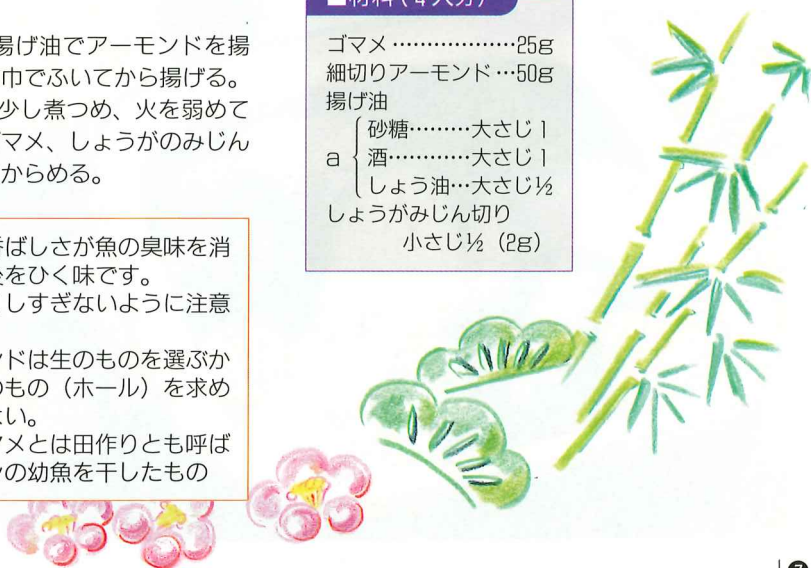 揚げ油でアーモンドを揚
巾でふいてから揚げる。
少し煮つめ、火を弱めて
マメ、しょうがのみじん
からめる。
ばしさが魚の臭味を消
をひく味です。
しすぎないように注意
ドは生のものを選ぶか
のもの（ホール）を求め
い。
メとは田作りとも呼ば
の幼魚を干したもの
■材料（4人分）
ゴマメ………………25g
細切りアーモンド…50g
揚げ油
a
砂糖………大さじ1
酒…………大さじ1
しょう油…大さじ½
しょうがみじん切り
小さじ½（2g）
7